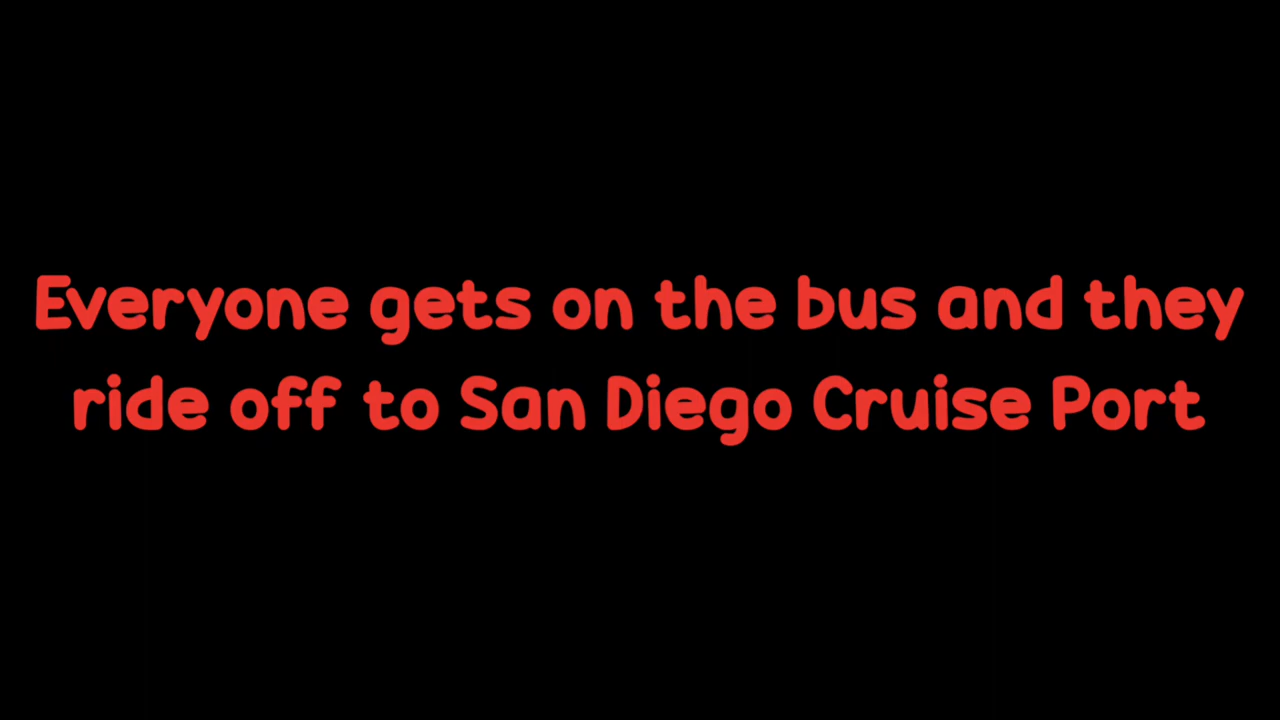 Everyone gets on the bus and they
ride off to San Diego Cruise Port